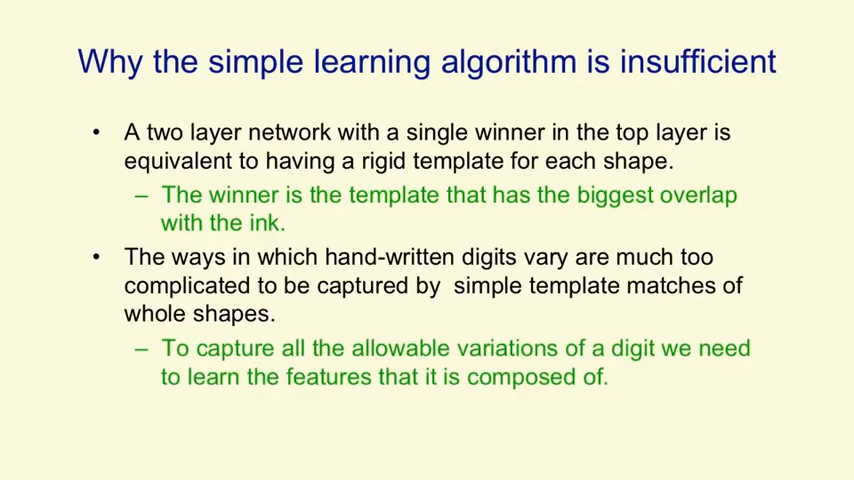 Why the simple learning algorithm is insufficient
• A two layer network with a single winner in the top layer is
equivalent to having a rigid template for each shape.
– The winner is the template that has the biggest overlap
with the ink.
• The ways in which hand-written digits vary are much too
complicated to be captured by  simple template matches of
whole shapes.
– To capture all the allowable variations of a digit we need
to learn the features that it is composed of.